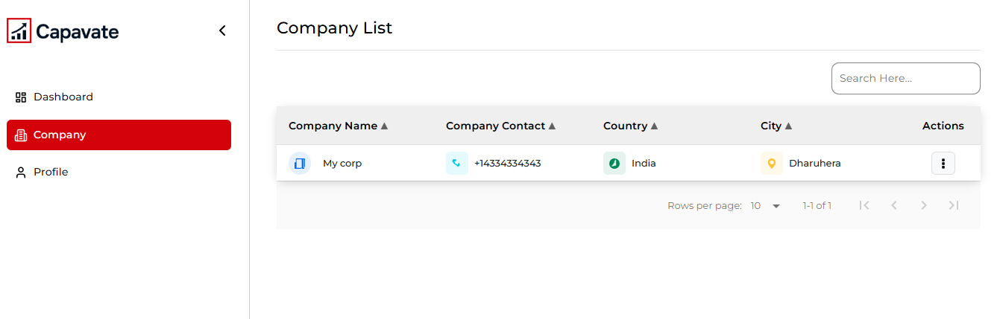 Capavate
Dashboard
Company
Profile
Company List
Search Here...
Company Name ▲ Company Contact ▲ Country ▲ City ▲ Actions
My corp +14334334343 India Dharuhera
Rows per page: 10 1-1 of 1